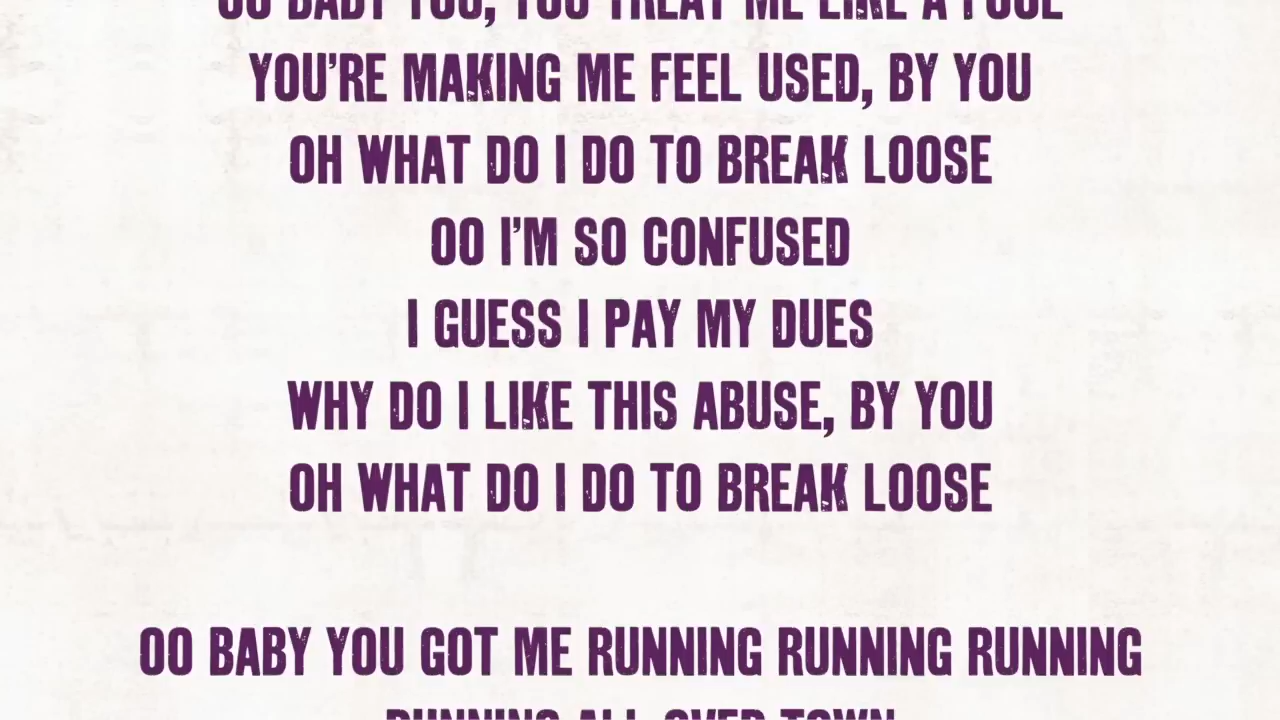 OO BABY YOU, YOU TREAT ME LIKE A FOOL
YOU'RE MAKING ME FEEL USED, BY YOU
OH WHAT DO I DO TO BREAK LOOSE
OO I'M SO CONFUSED
I GUESS I PAY MY DUES
WHY DO I LIKE THIS ABUSE, BY YOU
OH WHAT DO I DO TO BREAK LOOSE
OO BABY YOU GOT ME RUNNING RUNNING RUNNING
RUNNING ALL OVER TOWN